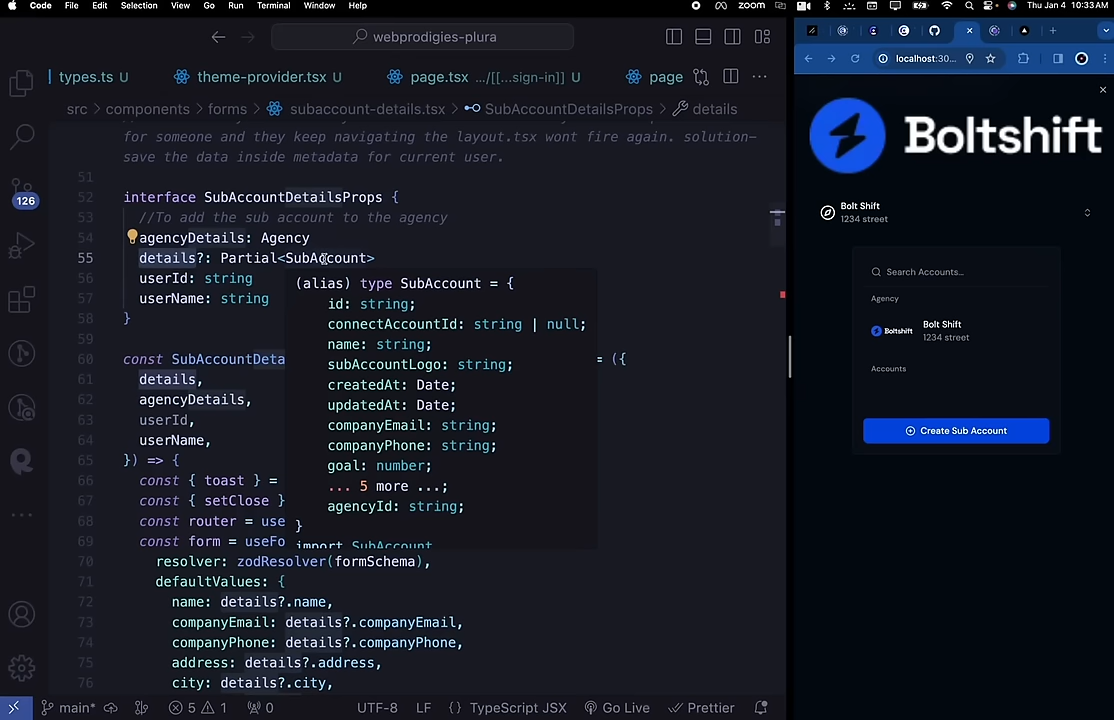 Code File Edit Selection View Go Run Terminal Window Help zoom Thu Jan 4 10:33 AM
webprodigies-plura
types.ts U theme-provider.tsx U page.tsx .../[[...sign-in]] U page
src > components > forms > subaccount-details.tsx > SubAccountDetailsProps > details
for someone and they keep navigating the layout.tsx wont fire again. solution-
save the data inside metadata for current user.
51
52 interface SubAccountDetailsProps {
53 //To add the sub account to the agency
54 agencyDetails: Agency
55 details?: Partial<SubAccount>
56 userId: string
57 userName: string
58 }
59
60 const SubAccountDeta = ({
61 details,
62 agencyDetails,
63 userId,
64 userName,
65 }) => {
66 const { toast } =
67 const { setClose }
68 const router = use
69 const form = useFo
70 resolver: zodResolver(formSchema),
71 defaultValues: {
72 name: details?.name,
73 companyEmail: details?.companyEmail,
74 companyPhone: details?.companyPhone,
75 address: details?.address,
76 city: details?.city,
(alias) type SubAccount = {
id: string;
connectAccountId: string | null;
name: string;
subAccountLogo: string;
createdAt: Date;
updatedAt: Date;
companyEmail: string;
companyPhone: string;
goal: number;
... 5 more ...;
agencyId: string;
}
import SubAccount
126
main* 5 1 0 UTF-8 LF {} TypeScript JSX Go Live Prettier
localhost:30...
Boltshift
Bolt Shift
1234 street
Search Accounts...
Agency
Boltshift
Bolt Shift
1234 street
Accounts
Create Sub Account